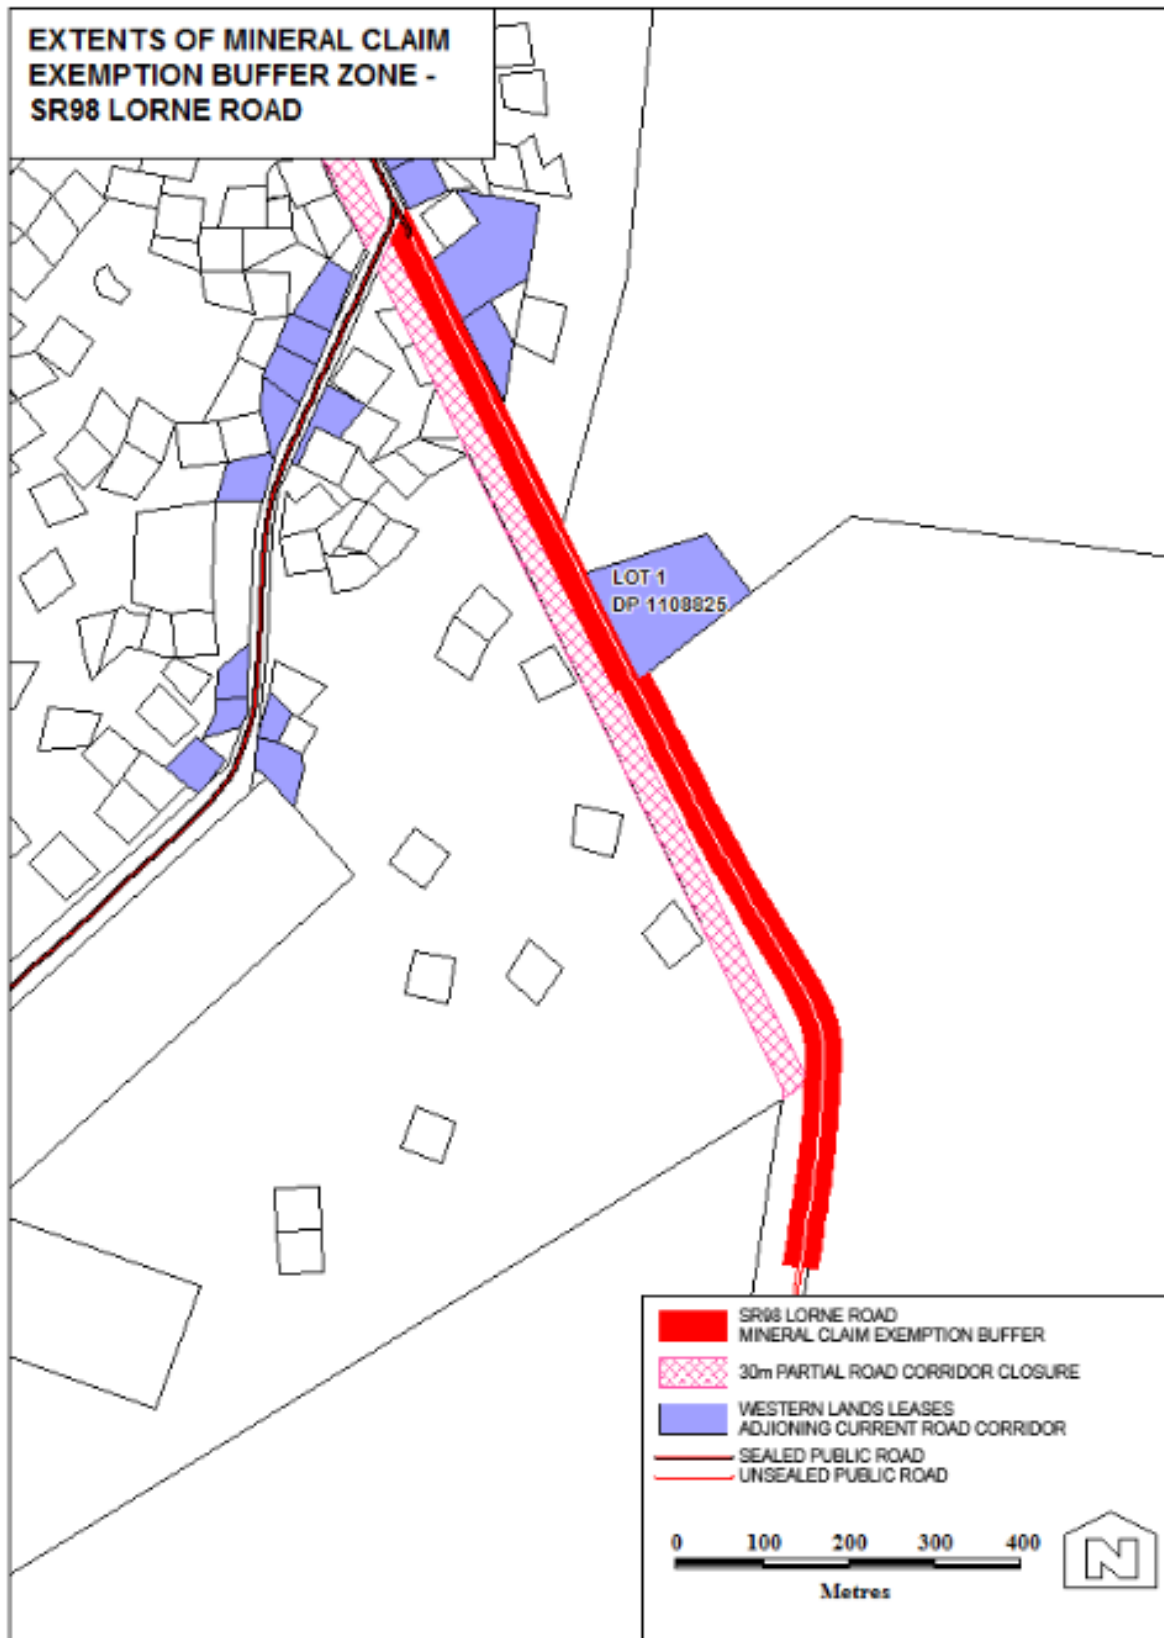 EXTENTS OF MINERAL CLAIM
EXEMPTION BUFFER ZONE -
SR98 LORNE ROAD
LOT 1
DP 1108825
SR98 LORNE ROAD
MINERAL CLAIM EXEMPTION BUFFER
30m PARTIAL ROAD CORRIDOR CLOSURE
WESTERN LANDS LEASES
ADJIONING CURRENT ROAD CORRIDOR
SEALED PUBLIC ROAD
UNSEALED PUBLIC ROAD
0 100 200 300 400
Metres
N